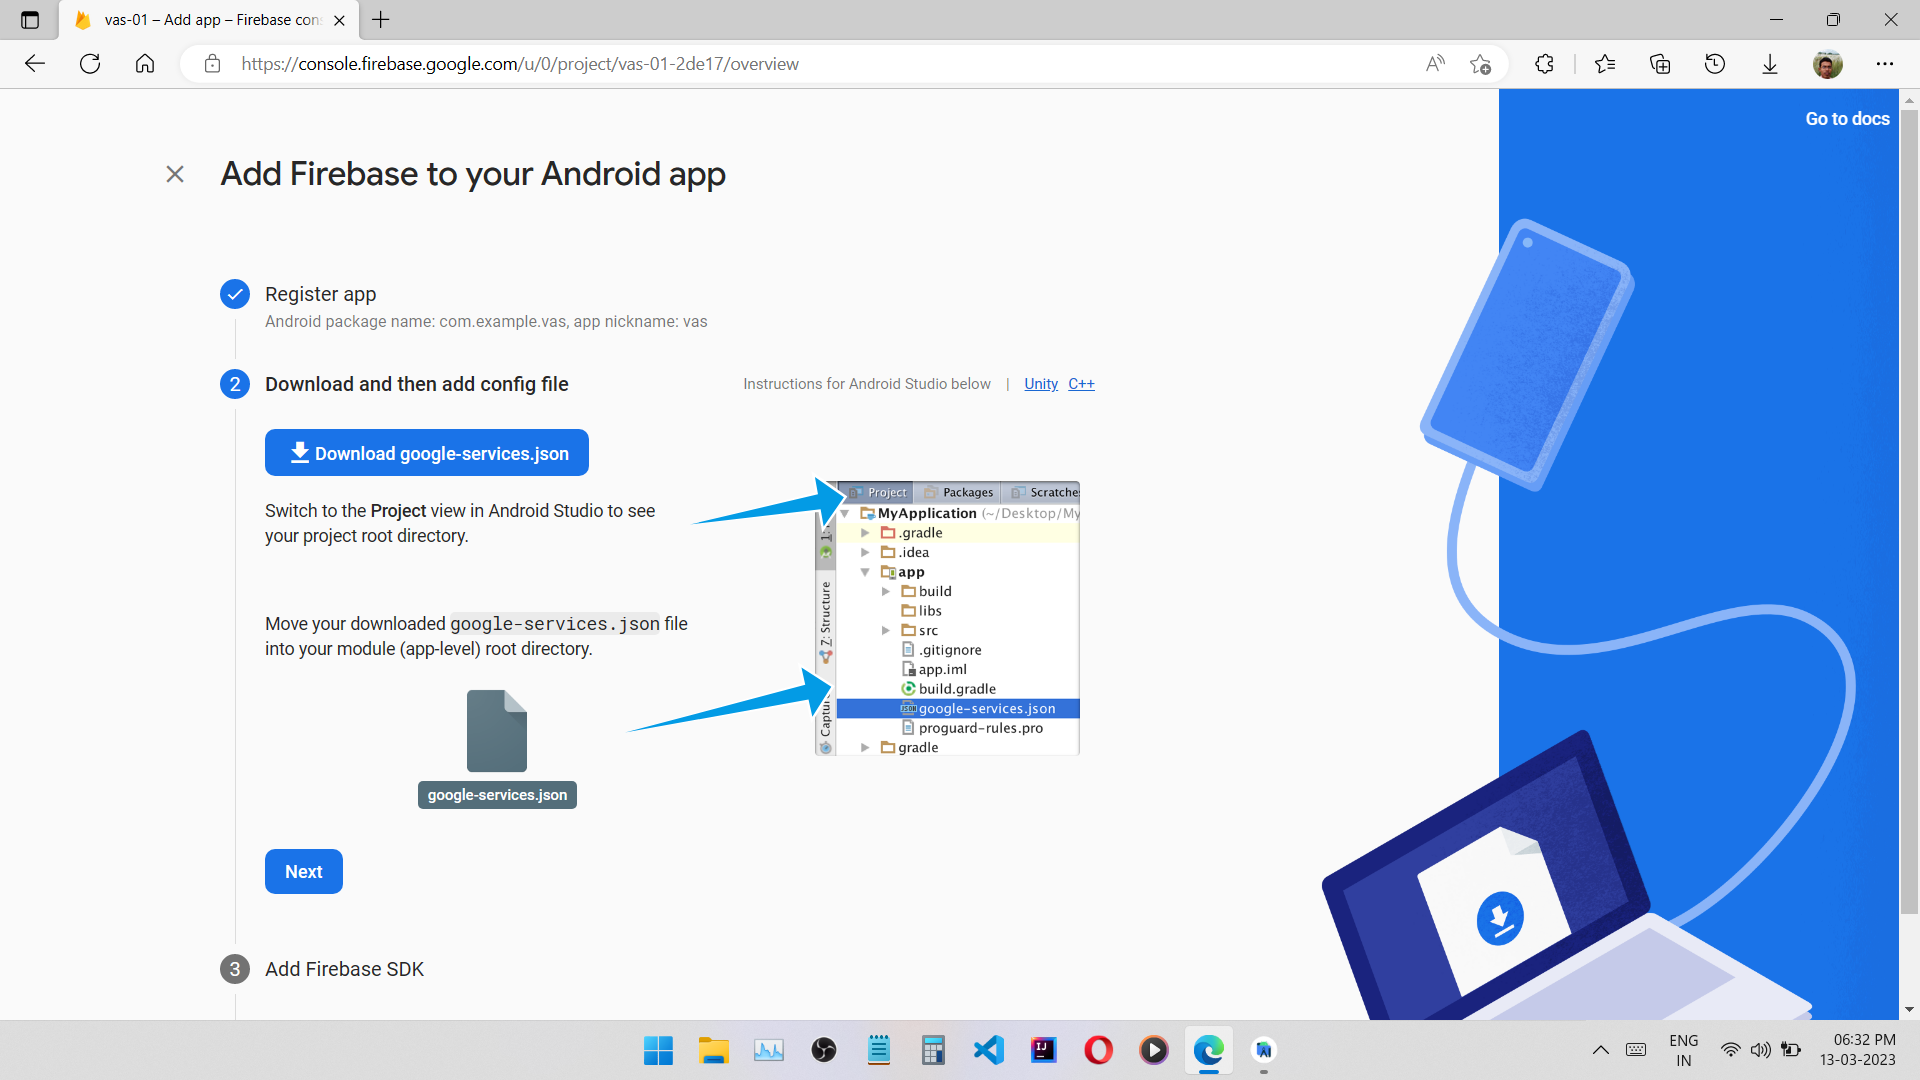 vas-01 – Add app – Firebase con
https://console.firebase.google.com/u/0/project/vas-01-2de17/overview
Go to docs
Add Firebase to your Android app
Register app
Android package name: com.example.vas, app nickname: vas
2 Download and then add config file
Instructions for Android Studio below | Unity C++
Download google-services.json
Switch to the Project view in Android Studio to see
your project root directory.
Move your downloaded google-services.json file
into your module (app-level) root directory.
google-services.json
Project Packages Scratches
MyApplication (~/Desktop/My
.gradle
.idea
app
build
libs
src
.gitignore
app.iml
build.gradle
google-services.json
proguard-rules.pro
gradle
Z: Structure
Captur
Next
3 Add Firebase SDK
ENG
IN
06:32 PM
13-03-2023